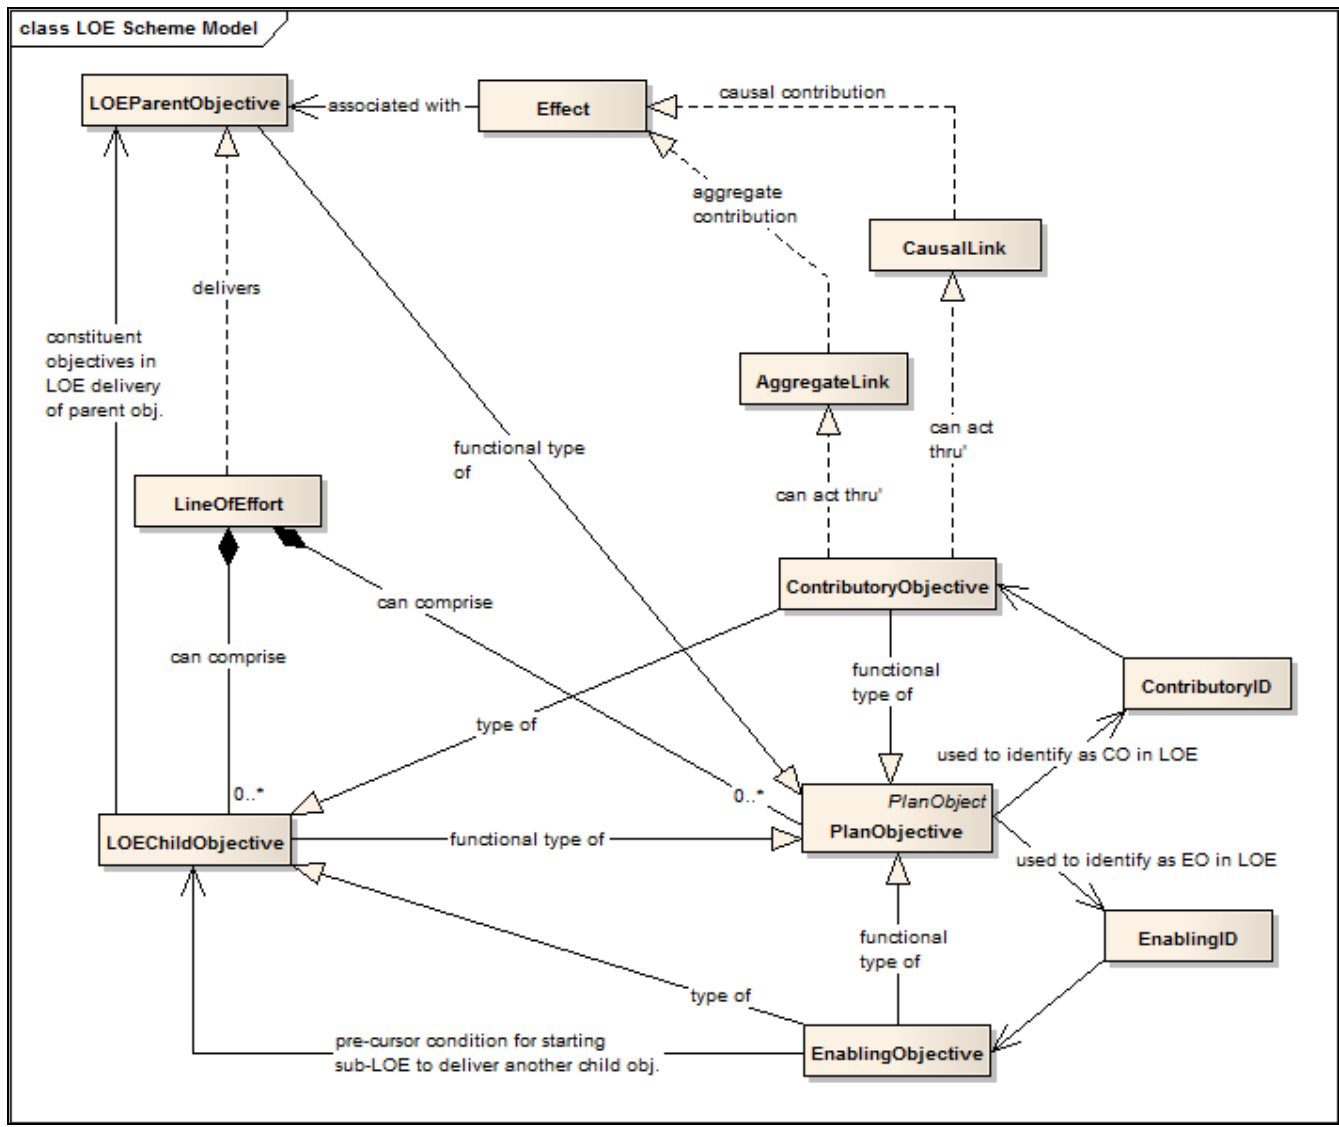 class LOE Scheme Model
LOEParentObjective
associated with
Effect
causal contribution
aggregate
contribution
CausalLink
delivers
constituent
objectives in
LOE delivery
of parent obj.
AggregateLink
functional type
of
can act
thru'
LineOfEffort
can act thru'
ContributoryObjective
can comprise
can comprise
functional
type of
ContributoryID
type of
used to identify as CO in LOE
0..*
0..*
PlanObject
PlanObjective
LOEChildObjective
functional type of
used to identify as EO in LOE
EnablingID
functional
type of
type of
pre-cursor condition for starting
sub-LOE to deliver another child obj.
EnablingObjective